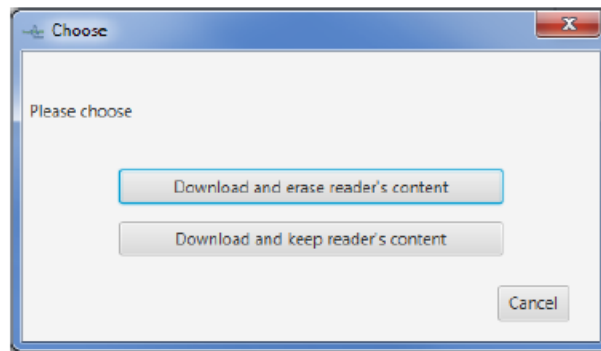 Choose
Please choose
Download and erase reader's content
Download and keep reader's content
Cancel